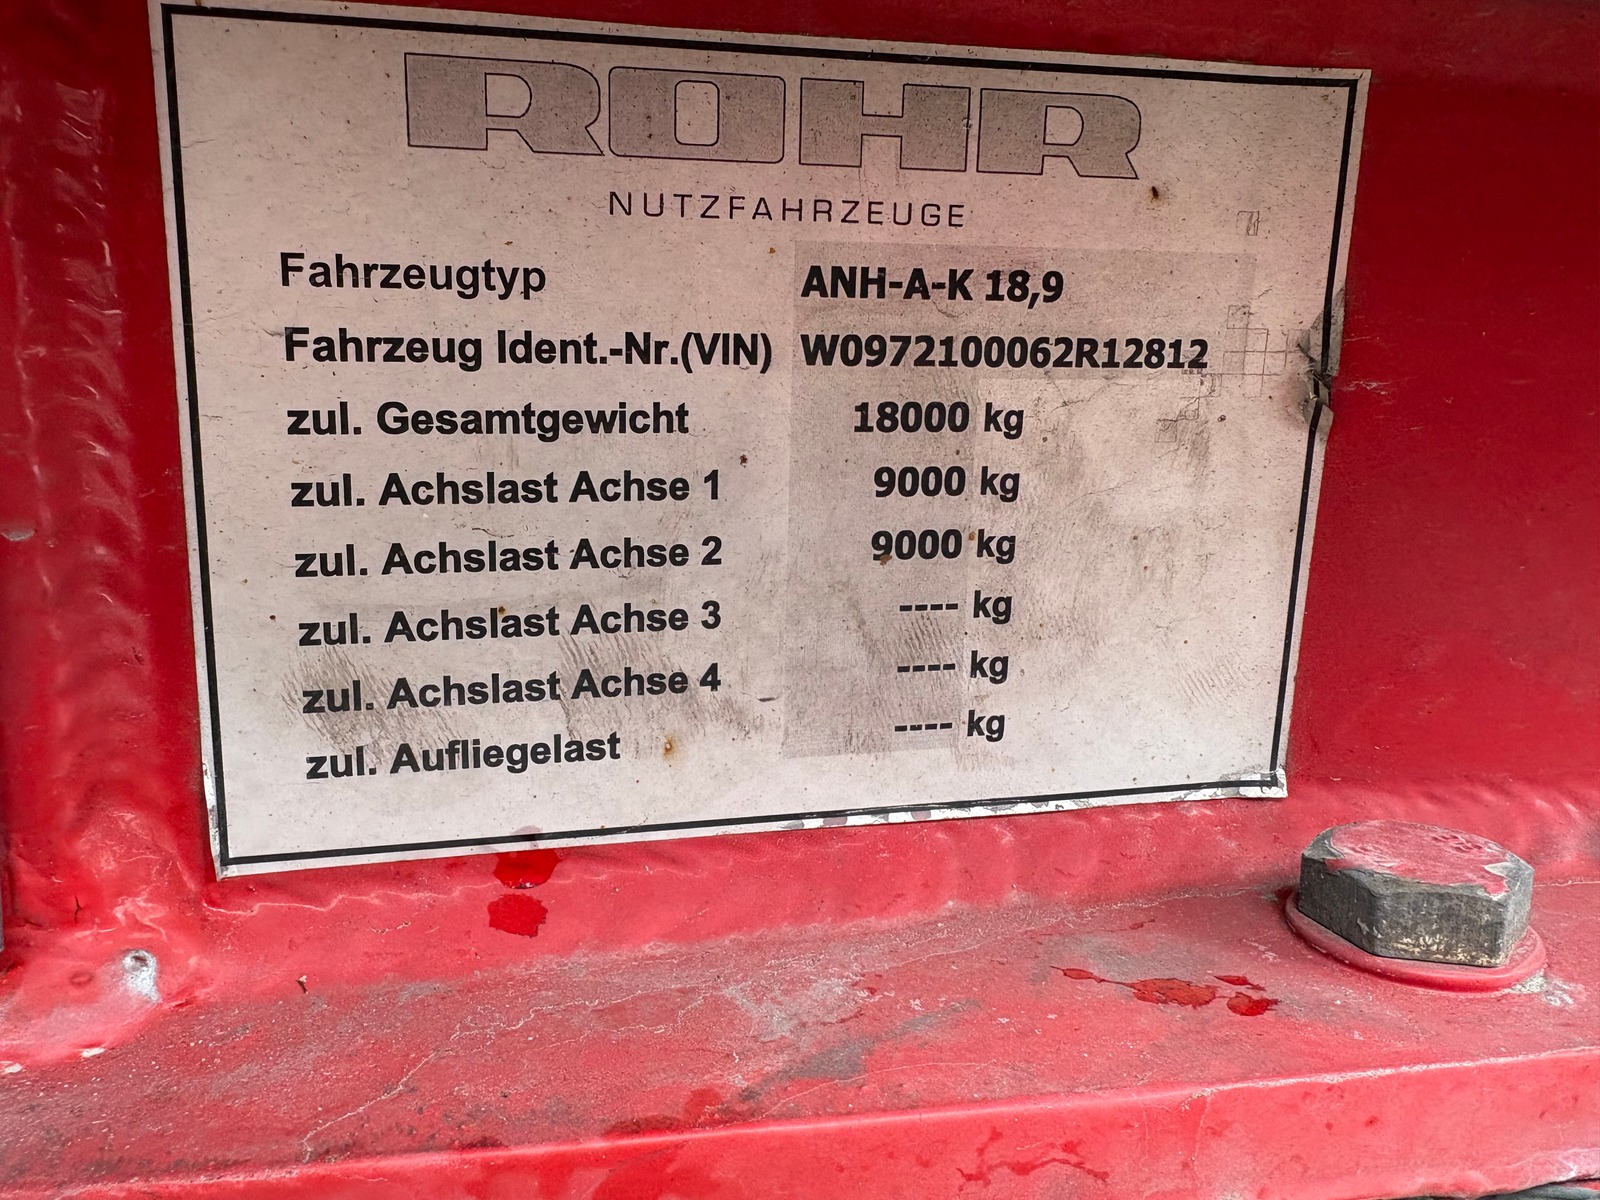 ROHR
NUTZFAHRZEUGE
Fahrzeugtyp ANH-A-K 18,9
Fahrzeug Ident.-Nr.(VIN) W0972100062R12812
zul. Gesamtgewicht 18000 kg
zul. Achslast Achse 1 9000 kg
zul. Achslast Achse 2 9000 kg
zul. Achslast Achse 3 ---- kg
zul. Achslast Achse 4 ---- kg
zul. Aufliegelast ---- kg